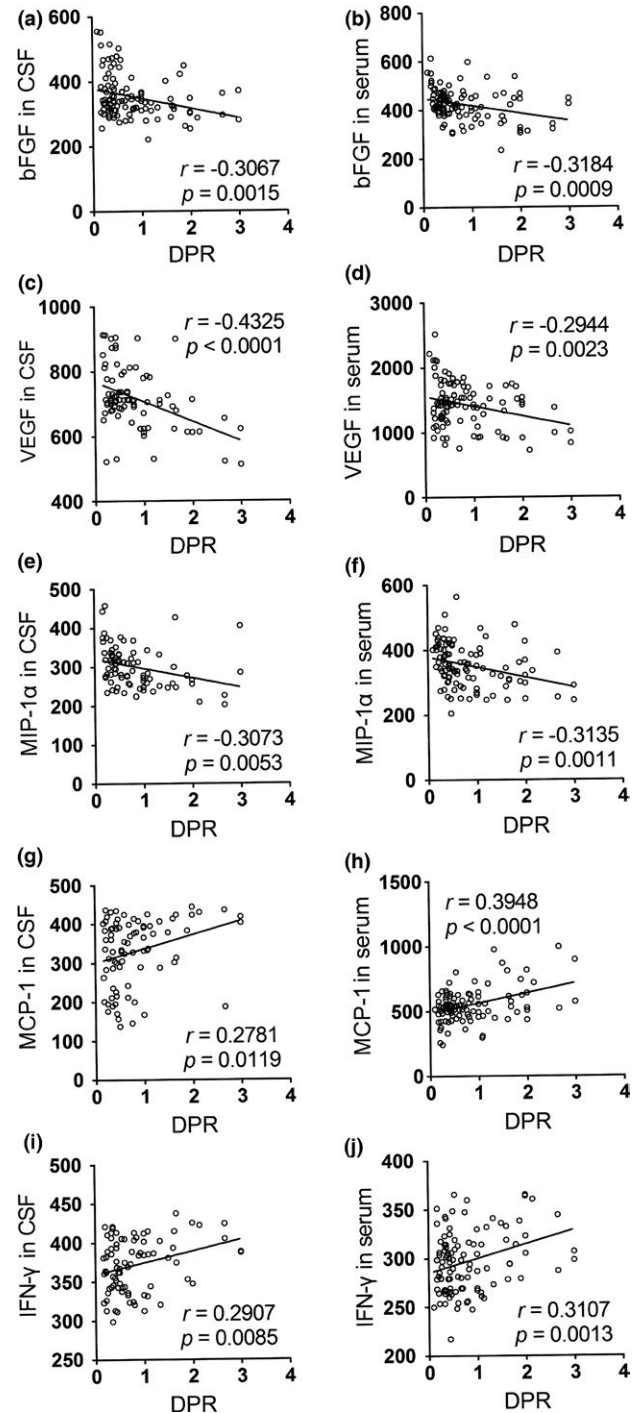 (a)
600
400
200
0
bFGF in CSF
r = -0.3067
p = 0.0015
0 1 2 3 4
DPR
(b)
800
600
400
200
0
bFGF in serum
r = -0.3184
p = 0.0009
0 1 2 3 4
DPR
(c)
1000
800
600
400
VEGF in CSF
r = -0.4325
p < 0.0001
0 1 2 3 4
DPR
(d)
3000
2000
1000
0
VEGF in serum
r = -0.2944
p = 0.0023
0 1 2 3 4
DPR
(e)
500
400
300
200
100
0
MIP-1α in CSF
r = -0.3073
p = 0.0053
0 1 2 3 4
DPR
(f)
600
400
200
0
MIP-1α in serum
r = -0.3135
p = 0.0011
0 1 2 3 4
DPR
(g)
500
400
300
200
100
0
MCP-1 in CSF
r = 0.2781
p = 0.0119
0 1 2 3 4
DPR
(h)
1500
1000
500
0
MCP-1 in serum
r = 0.3948
p < 0.0001
0 1 2 3 4
DPR
(i)
500
450
400
350
300
250
IFN-γ in CSF
r = 0.2907
p = 0.0085
0 1 2 3 4
DPR
(j)
400
350
300
250
200
IFN-γ in serum
r = 0.3107
p = 0.0013
0 1 2 3 4
DPR